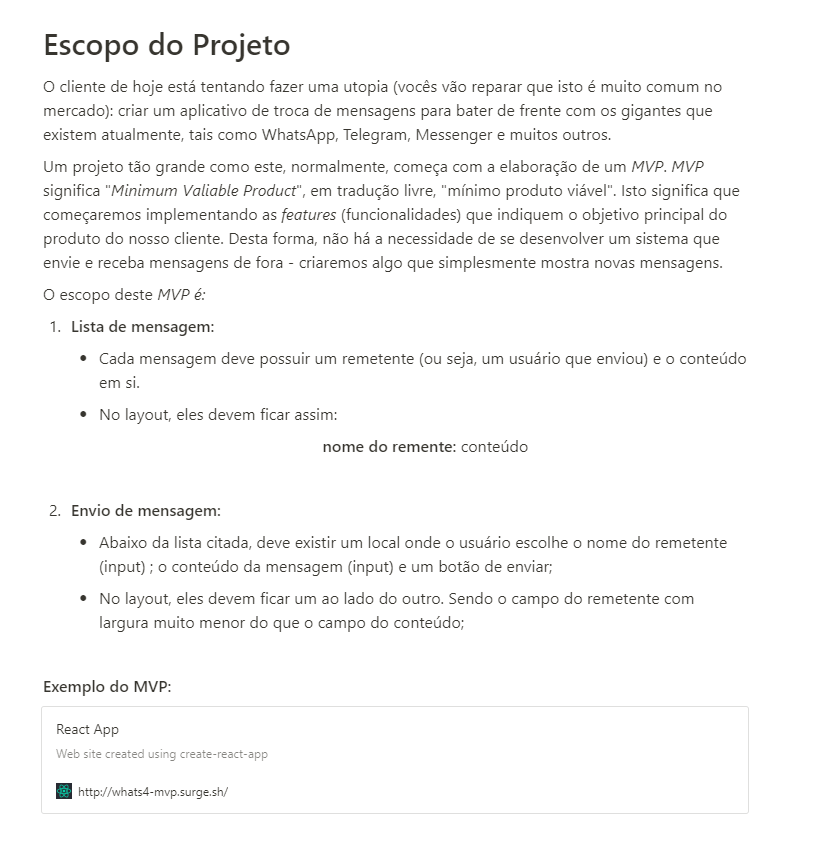 Escopo do Projeto
O cliente de hoje está tentando fazer uma utopia (vocês vão reparar que isto é muito comum no
mercado): criar um aplicativo de troca de mensagens para bater de frente com os gigantes que
existem atualmente, tais como WhatsApp, Telegram, Messenger e muitos outros.
Um projeto tão grande como este, normalmente, começa com a elaboração de um MVP. MVP
significa "Minimum Valiable Product", em tradução livre, "mínimo produto viável". Isto significa que
começaremos implementando as features (funcionalidades) que indiquem o objetivo principal do
produto do nosso cliente. Desta forma, não há a necessidade de se desenvolver um sistema que
envie e receba mensagens de fora - criaremos algo que simplesmente mostra novas mensagens.
O escopo deste MVP é:
1. Lista de mensagem:
• Cada mensagem deve possuir um remetente (ou seja, um usuário que enviou) e o conteúdo
em si.
• No layout, eles devem ficar assim:
nome do remente: conteúdo
2. Envio de mensagem:
• Abaixo da lista citada, deve existir um local onde o usuário escolhe o nome do remetente
(input) ; o conteúdo da mensagem (input) e um botão de enviar;
• No layout, eles devem ficar um ao lado do outro. Sendo o campo do remetente com
largura muito menor do que o campo do conteúdo;
Exemplo do MVP:
React App
Web site created using create-react-app
http://whats4-mvp.surge.sh/